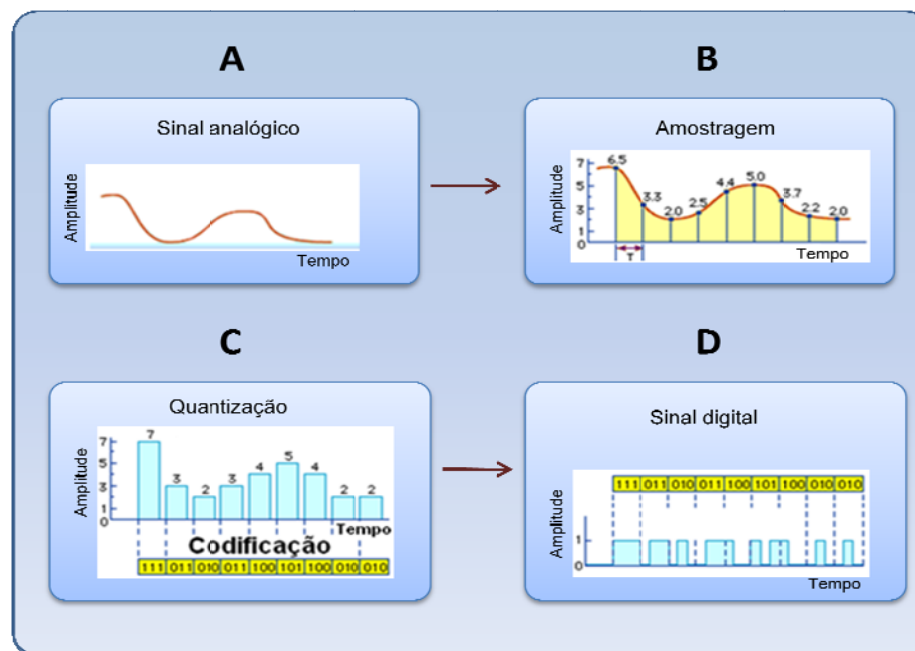 A
Sinal analógico
Amplitude
Tempo
B
Amostragem
Amplitude
7
5
3
1
0
6.5
3.3
2.0
2.5
4.4
5.0
3.7
2.2
2.0
T
Tempo
C
Quantização
Amplitude
7
5
3
1
0
7
3
2
3
4
5
4
2
2
Tempo
Codificação
111 011 010 011 100 101 100 010 010
D
Sinal digital
111 011 010 011 100 101 100 010 010
Amplitude
1
0
Tempo